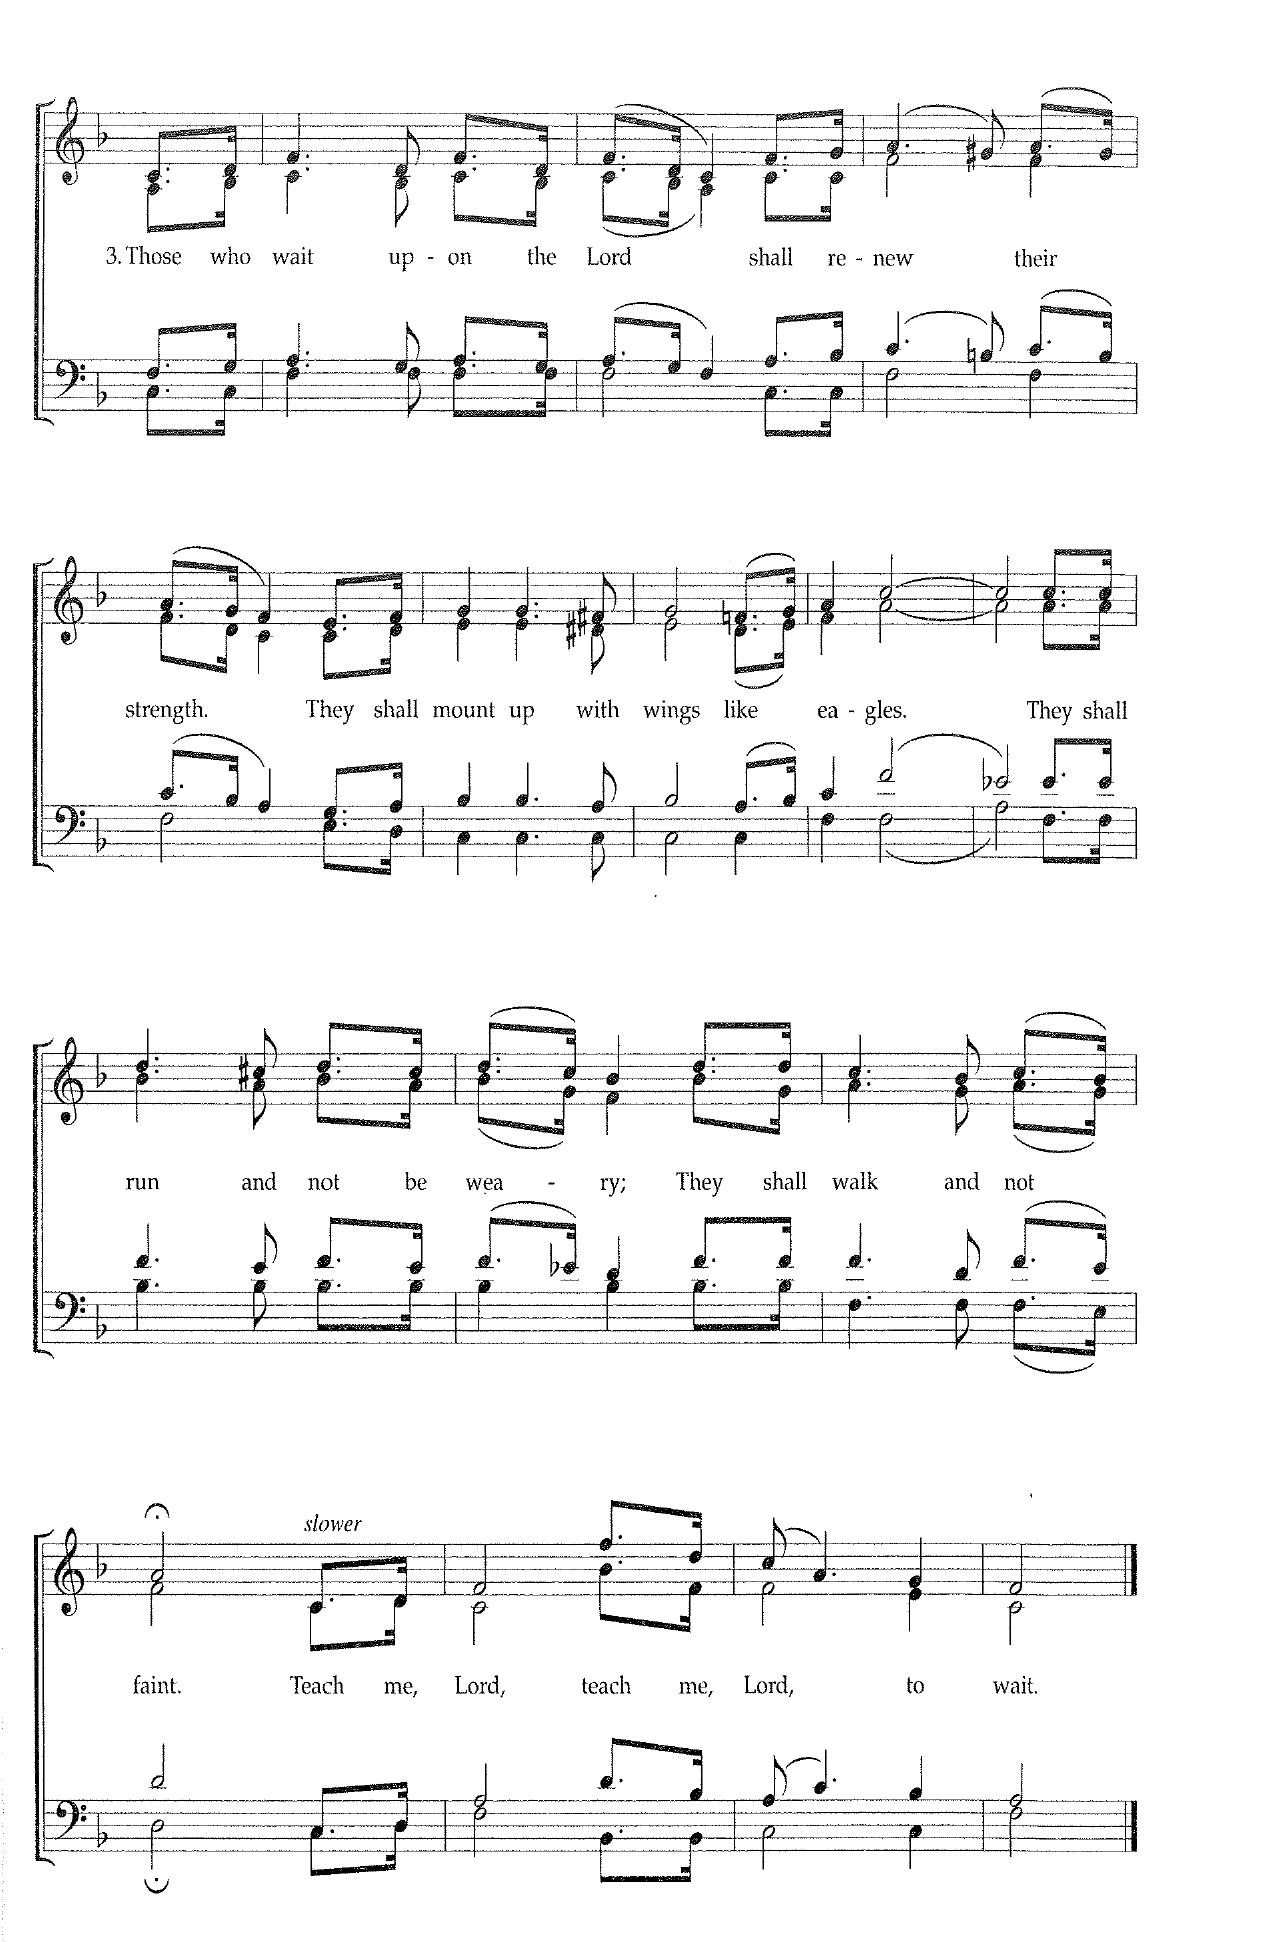 3. Those who wait up - on the Lord shall re - new their
strength. They shall mount up with wings like ea - gles. They shall
run and not be wea - ry; They shall walk and not
slower
faint. Teach me, Lord, teach me, Lord, to wait.